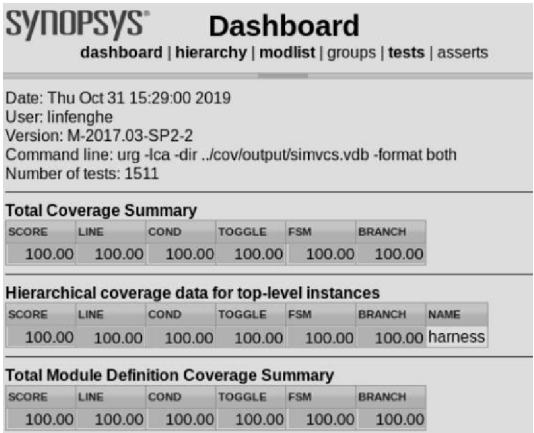 SYNOPSYS® Dashboard
dashboard | hierarchy | modlist | groups | tests | asserts
Date: Thu Oct 31 15:29:00 2019
User: linfenghe
Version: M-2017.03-SP2-2
Command line: urg -lca -dir ../cov/output/simvcs.vdb -format both
Number of tests: 1511
Total Coverage Summary
SCORE LINE COND TOGGLE FSM BRANCH
100.00 100.00 100.00 100.00 100.00 100.00
Hierarchical coverage data for top-level instances
SCORE LINE COND TOGGLE FSM BRANCH NAME
100.00 100.00 100.00 100.00 100.00 100.00 harness
Total Module Definition Coverage Summary
SCORE LINE COND TOGGLE FSM BRANCH
100.00 100.00 100.00 100.00 100.00 100.00